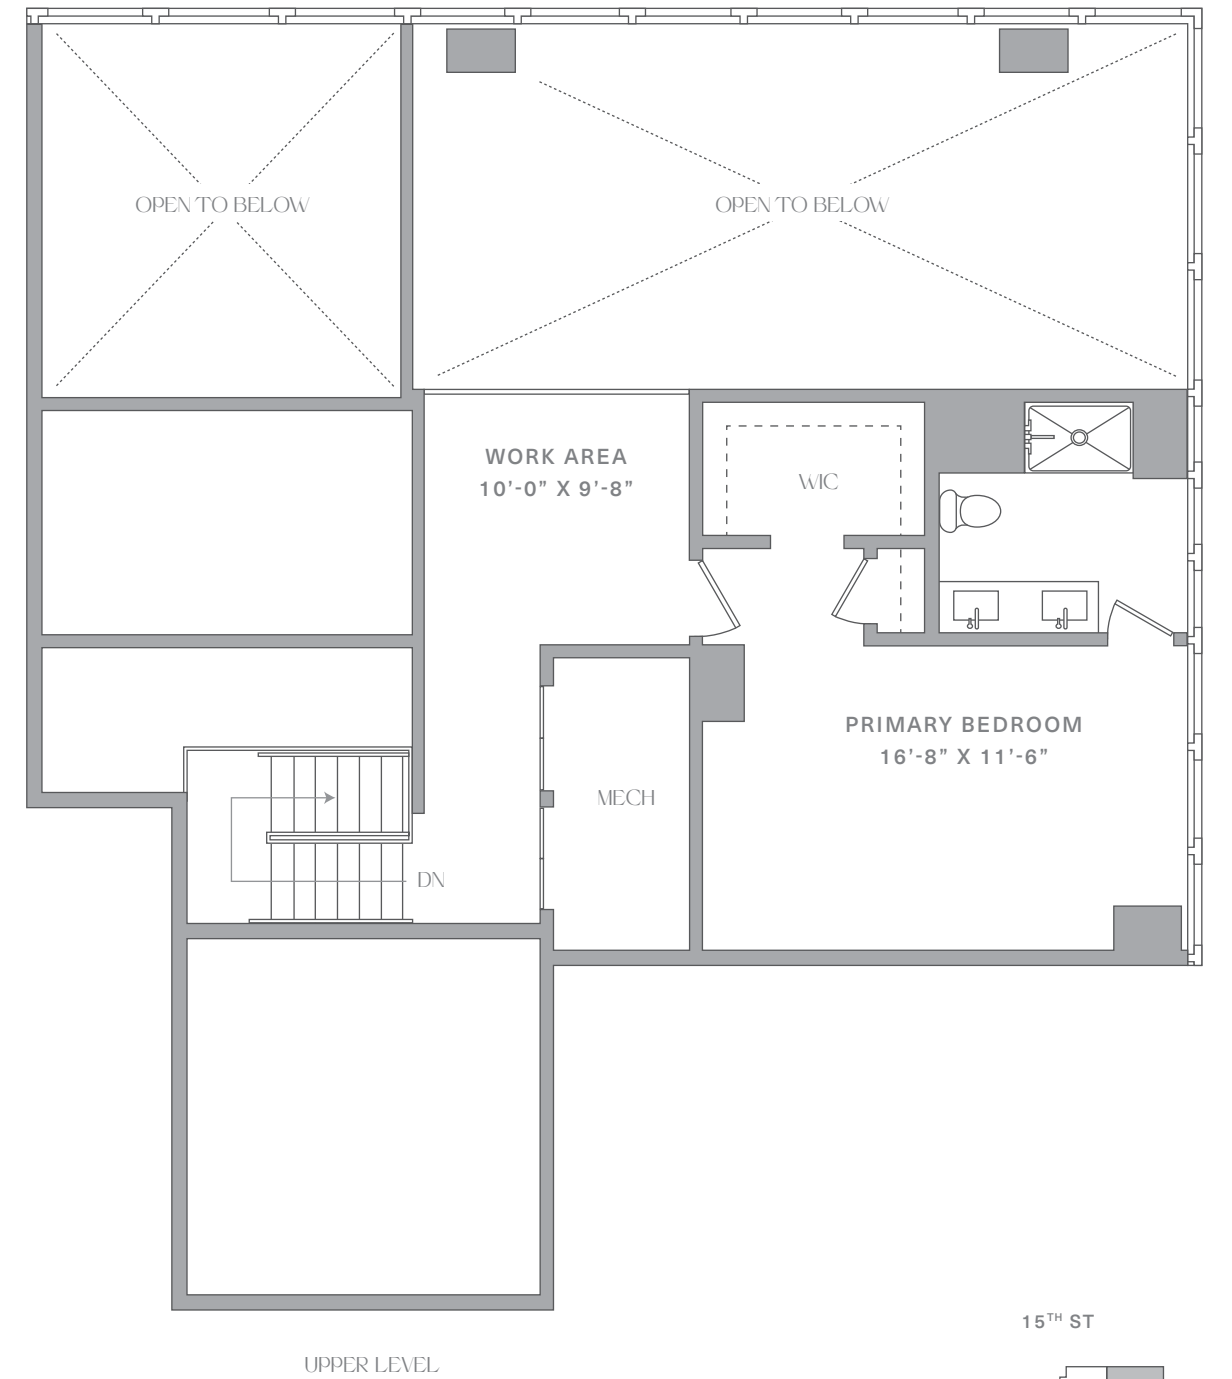 OPEN TO BELOW
OPEN TO BELOW
WORK AREA
10’-0” X 9’-8”
WIC
PRIMARY BEDROOM
16’-8” X 11’-6”
MECH
DN
15TH ST
UPPER LEVEL